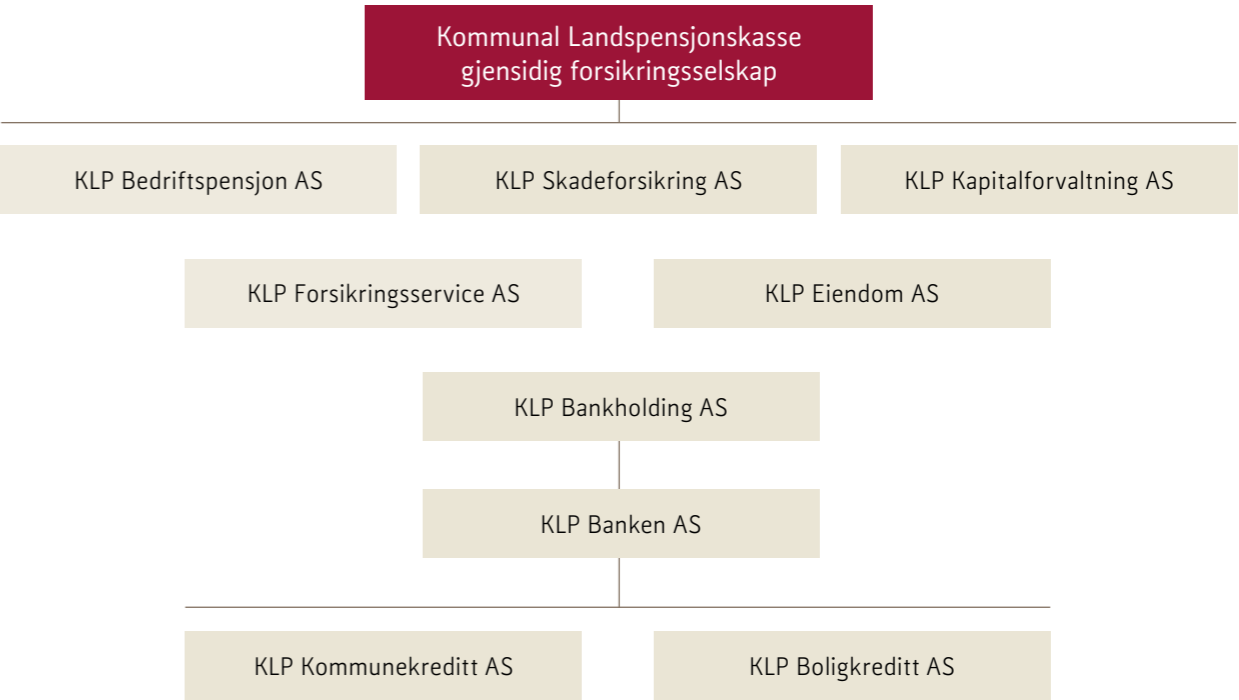 Kommunal Landspensjonskasse
gjensidig forsikringsselskap
KLP Bedriftspensjon AS
KLP Skadeforsikring AS
KLP Kapitalforvaltning AS
KLP Forsikringsservice AS
KLP Eiendom AS
KLP Bankholding AS
KLP Banken AS
KLP Kommunekreditt AS
KLP Boligkreditt AS